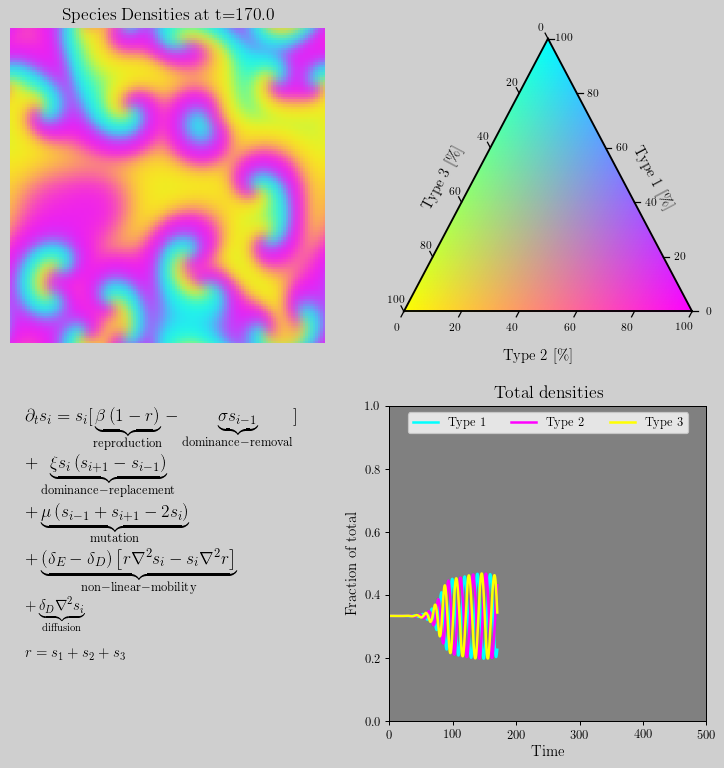 Species Densities at t=170.0
0
100
20
80
40
60
Type 3 [%]
Type 1 [%]
60
40
80
20
100
0
0
20
40
60
80
100
Type 2 [%]
∂ₜsᵢ = sᵢ[β (1 − r) − σsᵢ₋₁ ]
reproduction dominance−removal
+ ξsᵢ (sᵢ₊₁ − sᵢ₋₁)
dominance−replacement
+ μ (sᵢ₋₁ + sᵢ₊₁ − 2sᵢ)
mutation
+ (δ_E − δ_D) [r∇²sᵢ − sᵢ∇²r]
non−linear−mobility
+ δ_D∇²sᵢ
diffusion
r = s₁ + s₂ + s₃
Total densities
Type 1 Type 2 Type 3
1.0
0.8
0.6
0.4
0.2
0.0
Fraction of total
0 100 200 300 400 500
Time